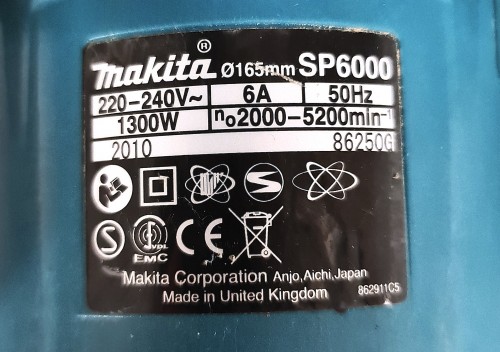 makita® Ø165mm SP6000
220-240V~ 6A 50Hz
1300W n₀2000-5200min⁻¹
2010 86250G
S VDE EMC CE
Makita Corporation Anjo, Aichi, Japan
Made in United Kingdom 862911C5